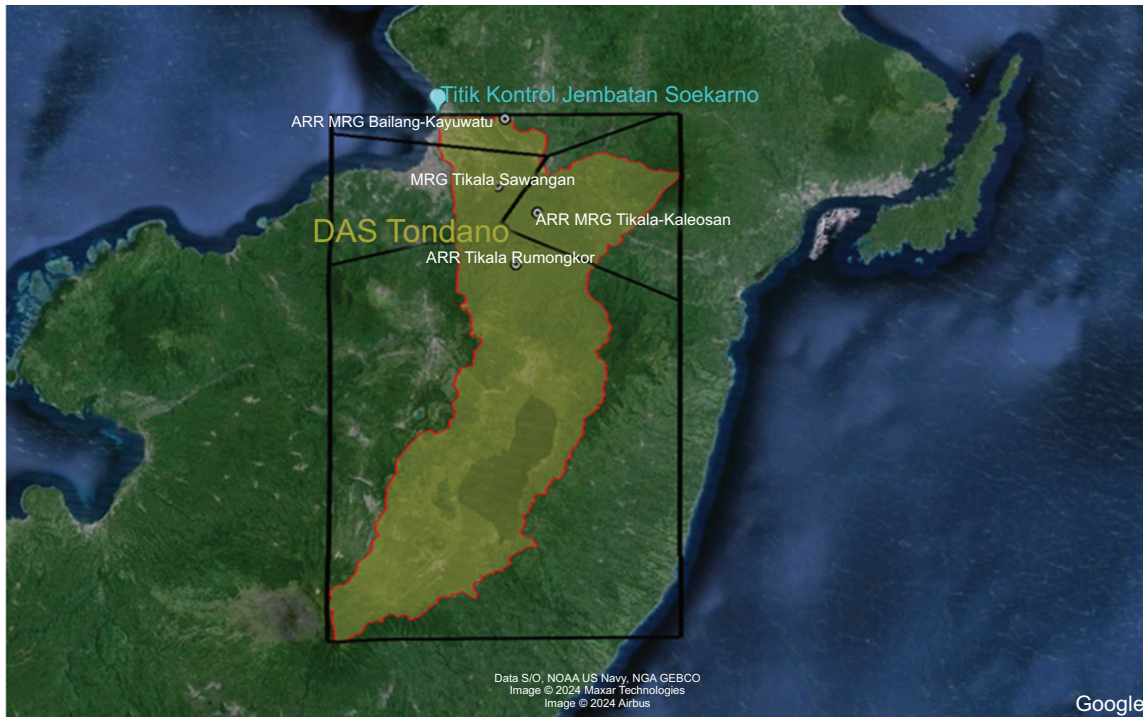 Titik Kontrol Jembatan Soekarno
ARR MRG Bailang-Kayuwatu
MRG Tikala Sawangan
ARR MRG Tikala-Kaleosan
DAS Tondano
ARR Tikala Rumongkor
Data S/O, NOAA US Navy, NGA GEBCO
Image © 2024 Maxar Technologies
Image © 2024 Airbus
Google